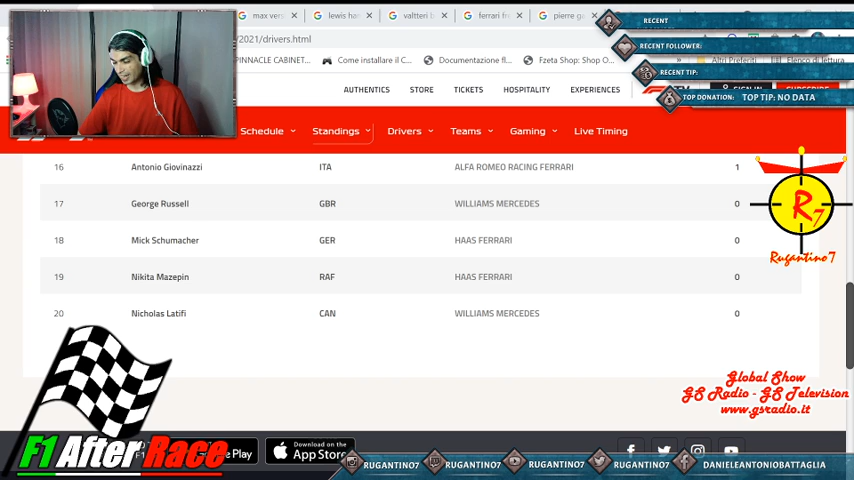 max vers
lewis ha
valtteri b
ferrari fr
pierre ga
RECENT
/2021/drivers.html
RECENT FOLLOWER:
PINNACLE CABINET...
Come installare il C...
Documentazione fl...
Fzeta Shop: Shop O...
Altri Preferiti
Elenco di lettura
RECENT TIP:
AUTHENTICS
STORE
TICKETS
HOSPITALITY
EXPERIENCES
SIGN IN
SUBSCRIBE
TOP DONATION:
TOP TIP: NO DATA
Schedule
Standings
Drivers
Teams
Gaming
Live Timing
16 Antonio Giovinazzi ITA ALFA ROMEO RACING FERRARI 1
17 George Russell GBR WILLIAMS MERCEDES 0
18 Mick Schumacher GER HAAS FERRARI 0
19 Nikita Mazepin RAF HAAS FERRARI 0
20 Nicholas Latifi CAN WILLIAMS MERCEDES 0
R7
Rugantino7
Global Show
GS Radio - GS Television
www.gsradio.it
F1 After Race
Play
Download on the
App Store
RUGANTINO7
RUGANTINO7
RUGANTINO7
RUGANTINO7
DANIELEANTONIOBATTAGLIA